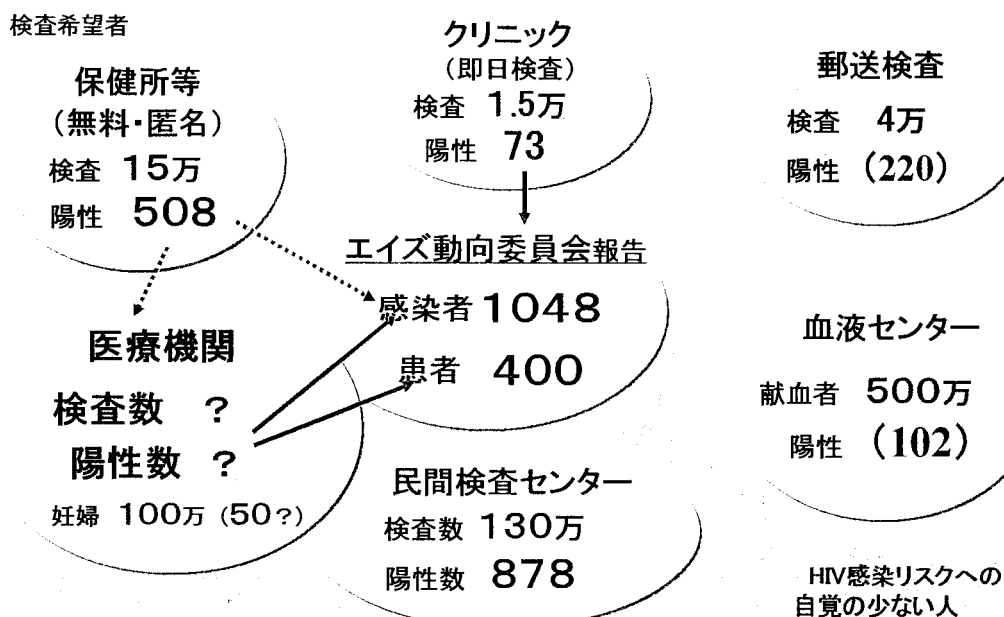 検査希望者
保健所等
(無料・匿名)
検査 15万
陽性 508
クリニック
(即日検査)
検査 1.5万
陽性 73
郵送検査
検査 4万
陽性 (220)
エイズ動向委員会報告
感染者 1048
患者 400
医療機関
検査数 ?
陽性数 ?
妊婦 100万 (50?)
民間検査センター
検査数 130万
陽性数 878
血液センター
献血者 500万
陽性 (102)
HIV感染リスクへの
自覚の少ない人